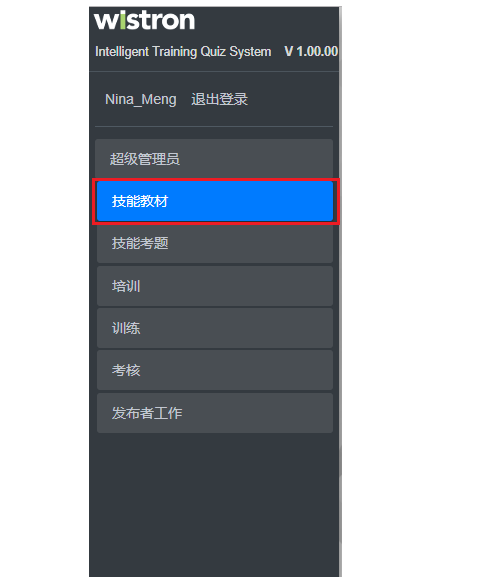 wistron
Intelligent Training Quiz System V 1.00.00
Nina_Meng 退出登录
超级管理员
技能教材
技能考题
培训
训练
考核
发布者工作